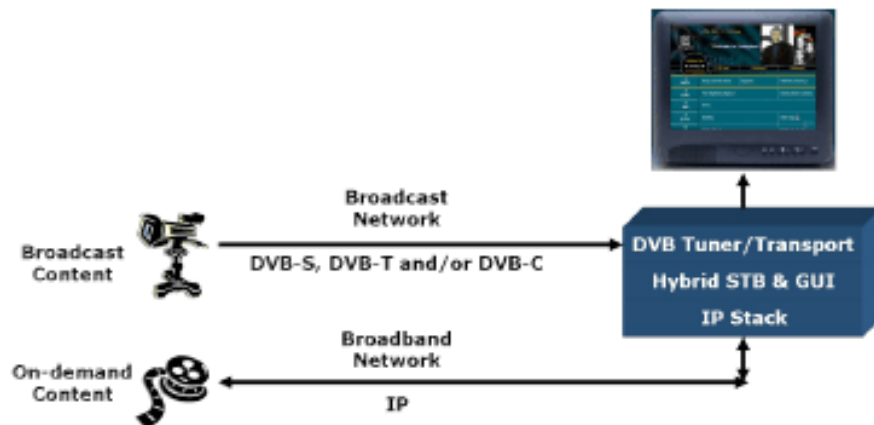 Broadcast
Network
Broadcast
Content
DVB-S, DVB-T and/or DVB-C
DVB Tuner/Transport
Hybrid STB & GUI
IP Stack
Broadband
Network
On-demand
Content
IP